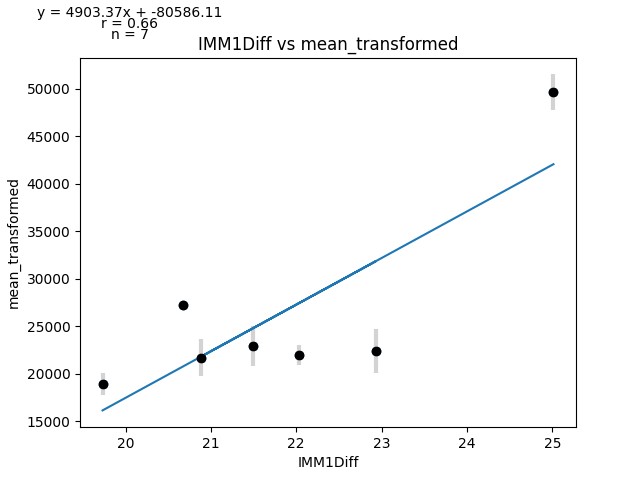 y = 4903.37x + -80586.11
r = 0.66
n = 7
IMM1Diff vs mean_transformed
50000
45000
40000
35000
30000
25000
20000
15000
mean_transformed
20 21 22 23 24 25
IMM1Diff